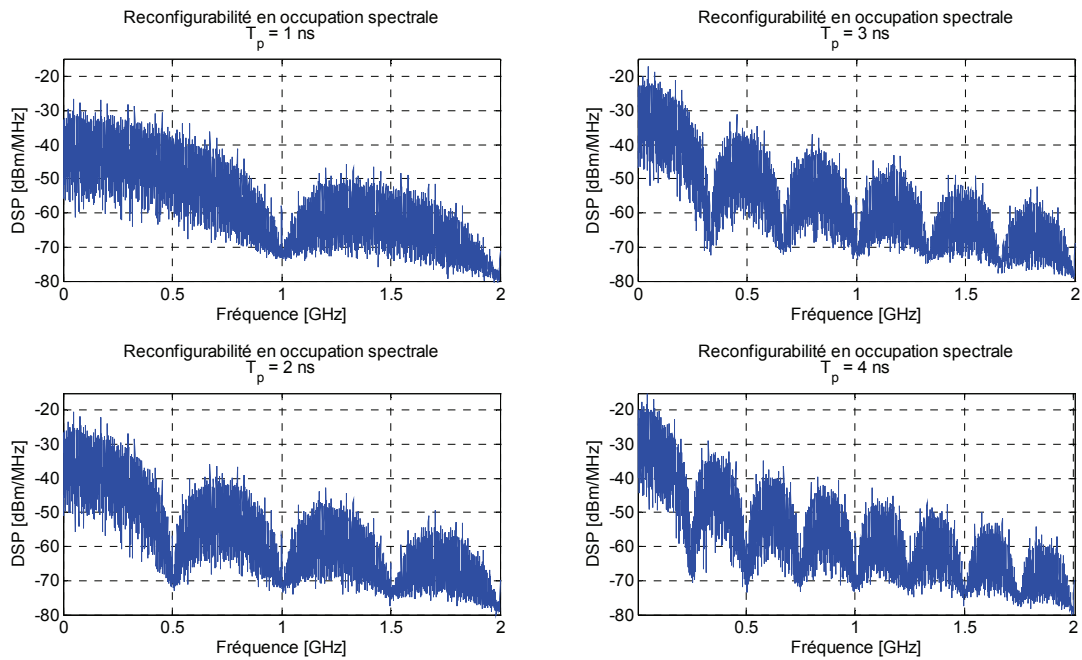 Reconfigurabilité en occupation spectrale
T_p = 1 ns
-20
-30
-40
-50
-60
-70
-80
DSP [dBm/MHz]
0 0.5 1 1.5 2
Fréquence [GHz]
Reconfigurabilité en occupation spectrale
T_p = 3 ns
-20
-30
-40
-50
-60
-70
-80
DSP [dBm/MHz]
0 0.5 1 1.5 2
Fréquence [GHz]
Reconfigurabilité en occupation spectrale
T_p = 2 ns
-20
-30
-40
-50
-60
-70
-80
DSP [dBm/MHz]
0 0.5 1 1.5 2
Fréquence [GHz]
Reconfigurabilité en occupation spectrale
T_p = 4 ns
-20
-30
-40
-50
-60
-70
-80
DSP [dBm/MHz]
0 0.5 1 1.5 2
Fréquence [GHz]